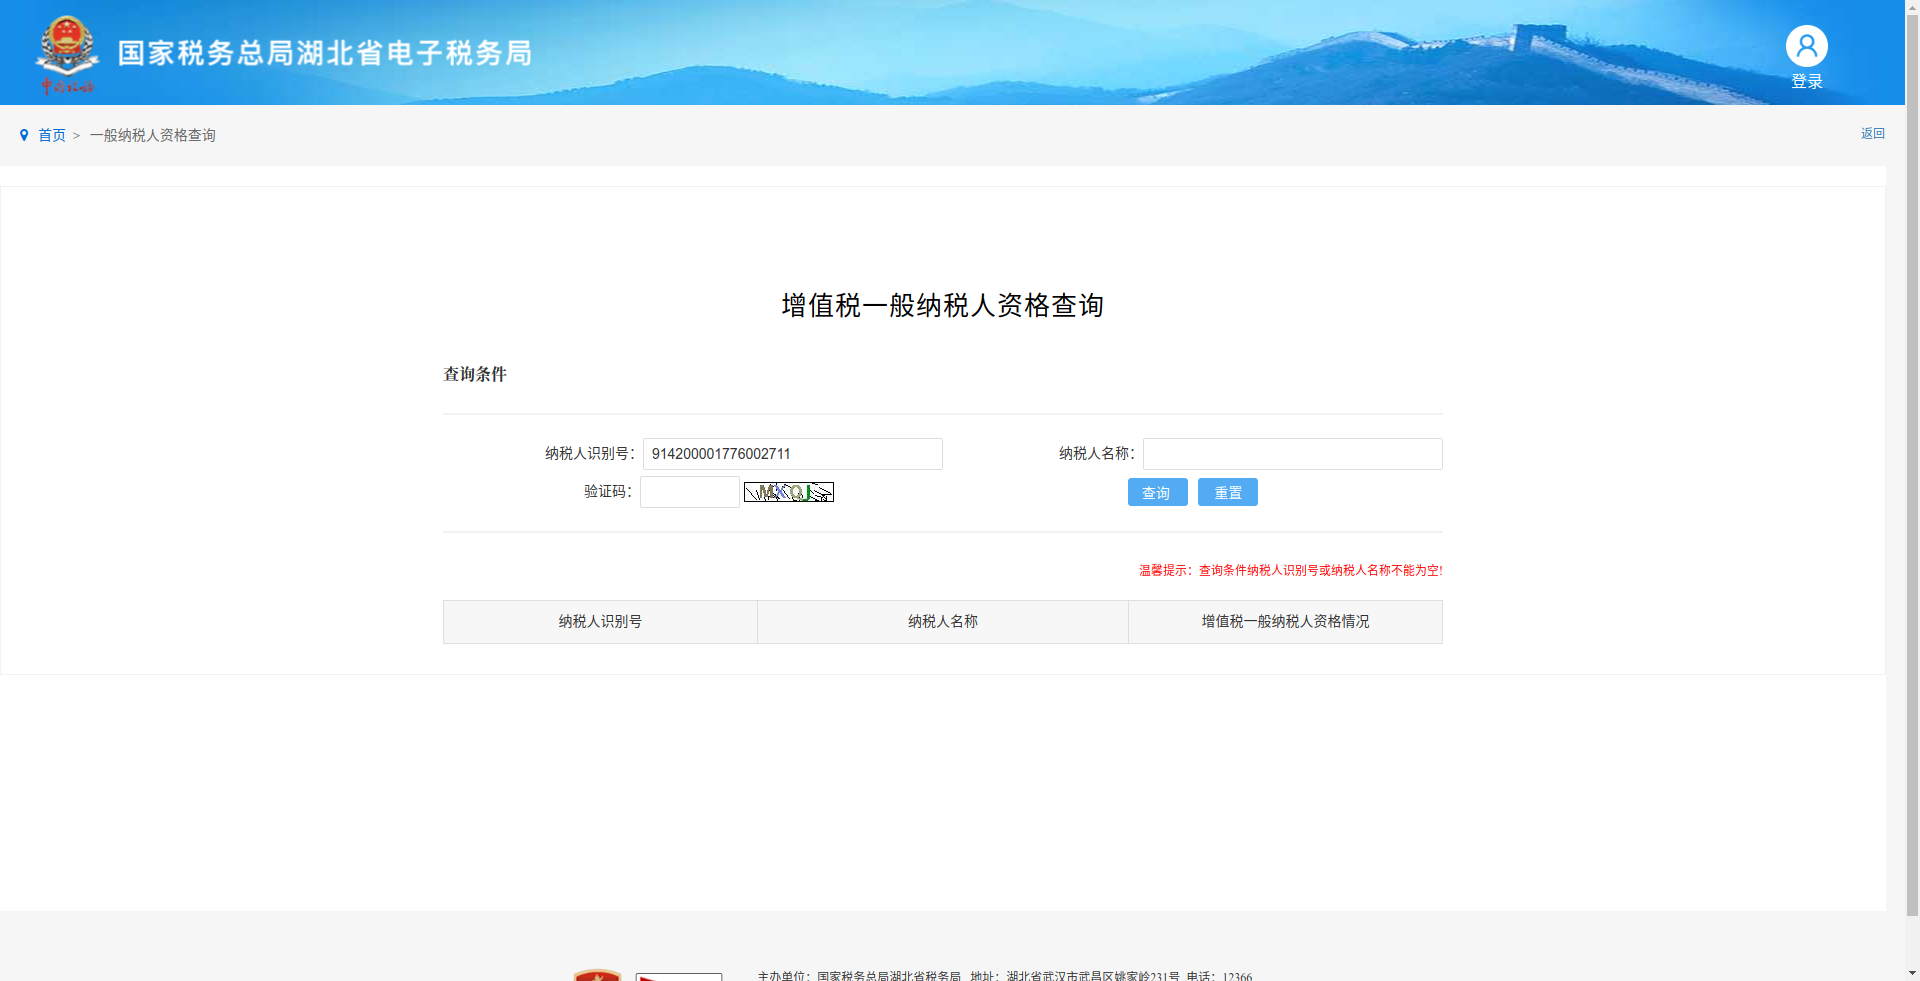 国家税务总局湖北省电子税务局
登录
首页 > 一般纳税人资格查询
返回
增值税一般纳税人资格查询
查询条件
纳税人识别号： 914200001776002711
纳税人名称：
验证码： MXQJ
查询 重置
温馨提示：查询条件纳税人识别号或纳税人名称不能为空!
纳税人识别号 纳税人名称 增值税一般纳税人资格情况
主办单位：国家税务总局湖北省税务局 地址：湖北省武汉市武昌区姚家岭231号 电话：12366